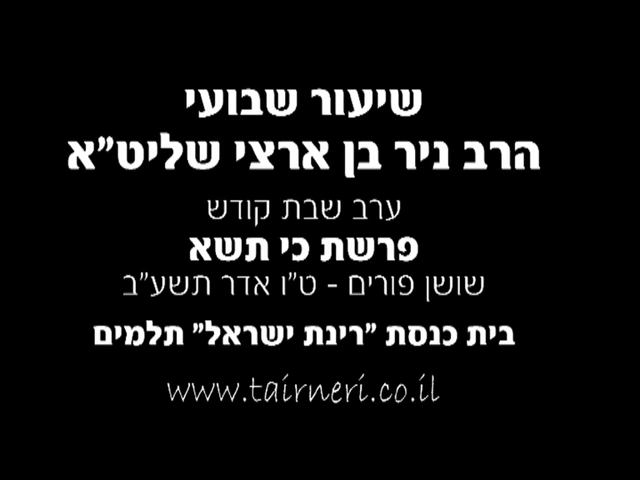 שיעור שבועי
הרב ניר בן ארצי שליט"א
ערב שבת קודש
פרשת כי תשא
שושן פורים - ט"ו אדר תשע"ב
בית כנסת "רינת ישראל" תלמים
www.tairneri.co.il